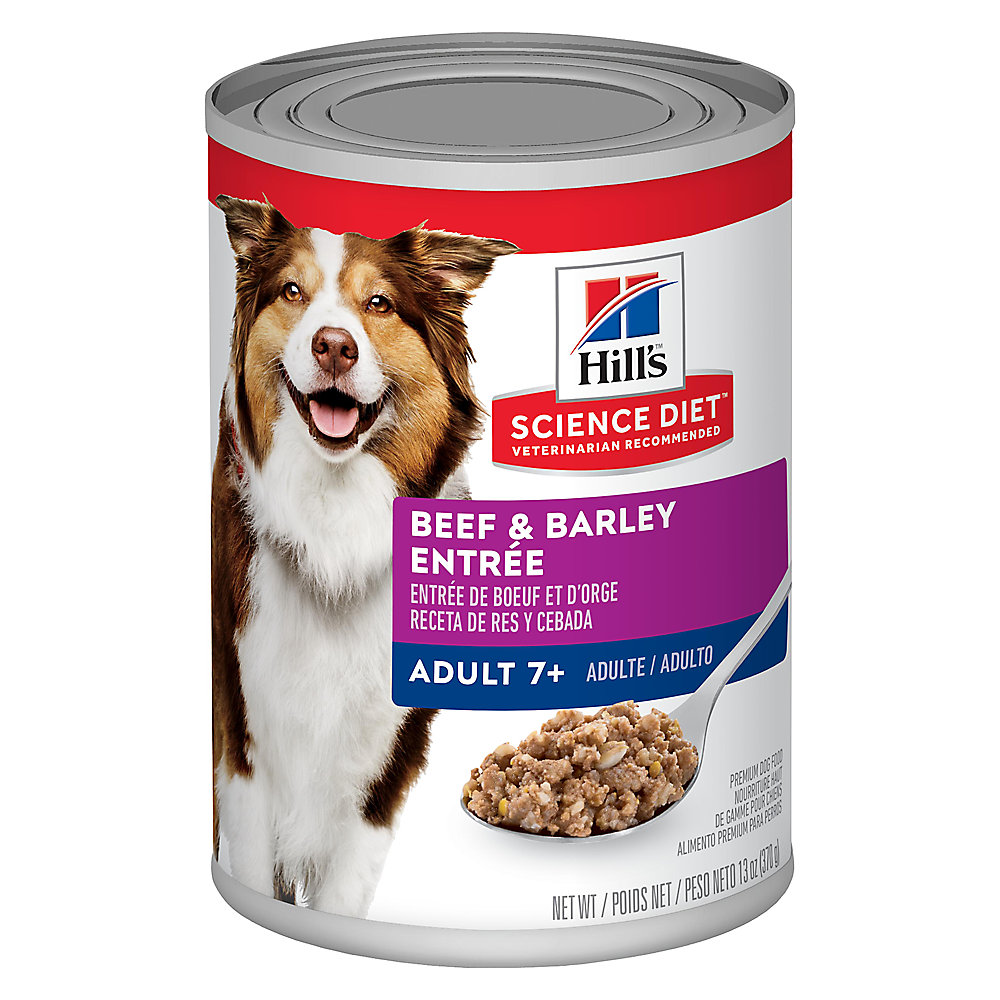 Hill's™
SCIENCE DIET™
VETERINARIAN RECOMMENDED
BEEF & BARLEY
ENTRÉE
ENTRÉE DE BOEUF ET D'ORGE
RECETA DE RES Y CEBADA
ADULT 7+ ADULTE / ADULTO
PREMIUM DOG FOOD
NOURRITURE HAUT
DE GAMME POUR CHIENS
ALIMENTO PREMIUM PARA PERROS
NET WT / POIDS NET / PESO NETO 13 oz (370 g)